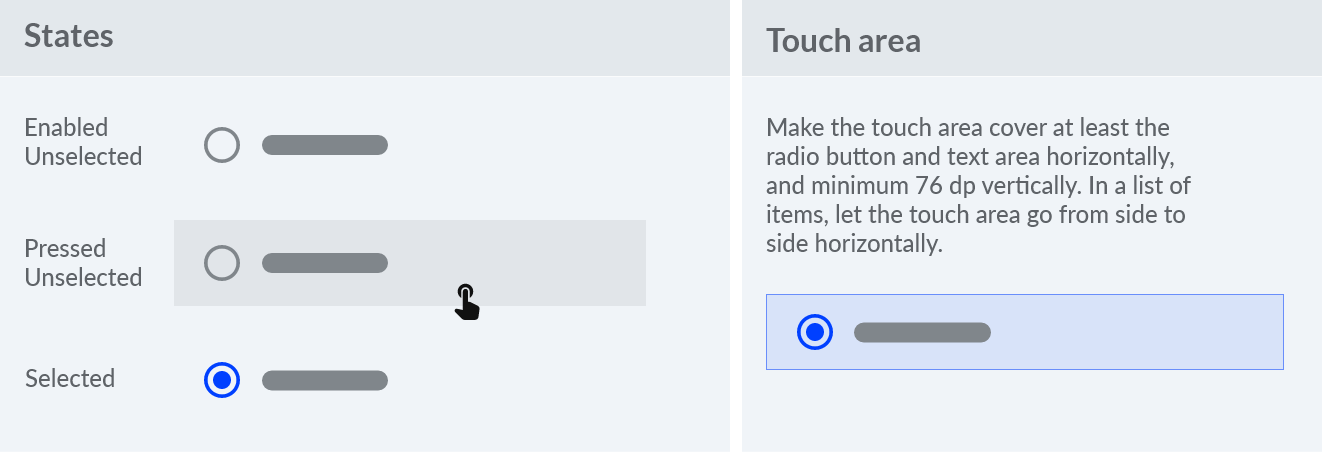 States
Enabled
Unselected
Pressed
Unselected
Selected
Touch area
Make the touch area cover at least the
radio button and text area horizontally,
and minimum 76 dp vertically. In a list of
items, let the touch area go from side to
side horizontally.